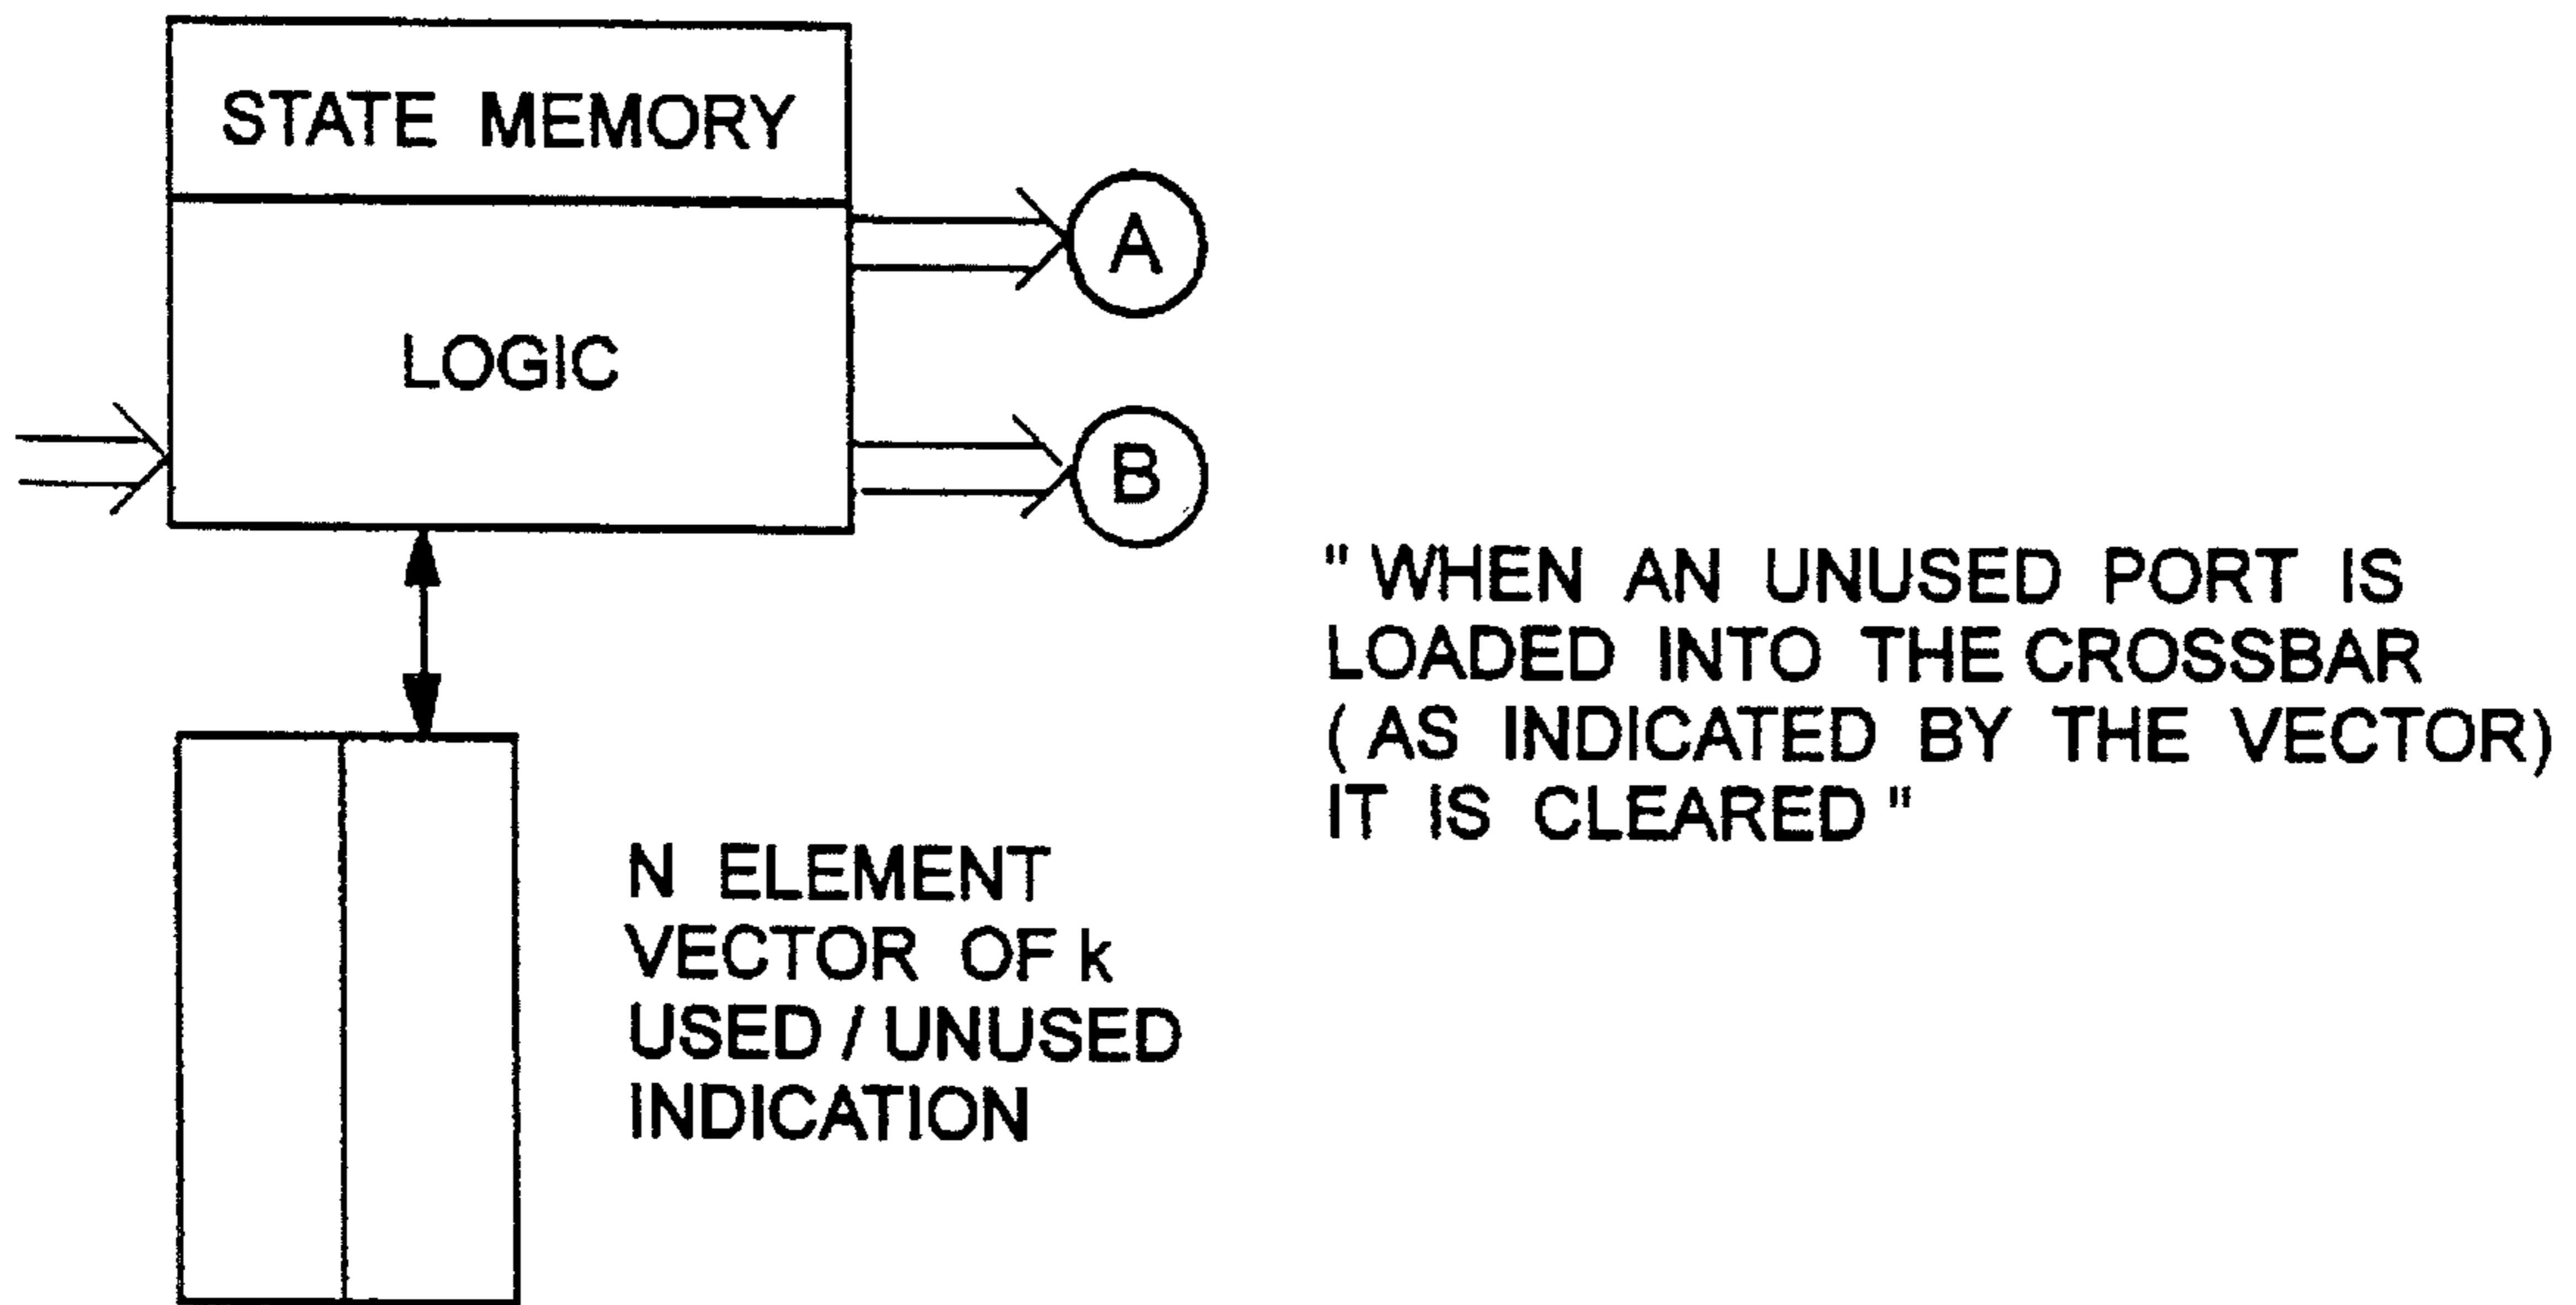 STATE MEMORY
A
LOGIC
B
" WHEN AN UNUSED PORT IS
LOADED INTO THE CROSSBAR
( AS INDICATED BY THE VECTOR)
IT IS CLEARED "
N ELEMENT
VECTOR OF k
USED / UNUSED
INDICATION